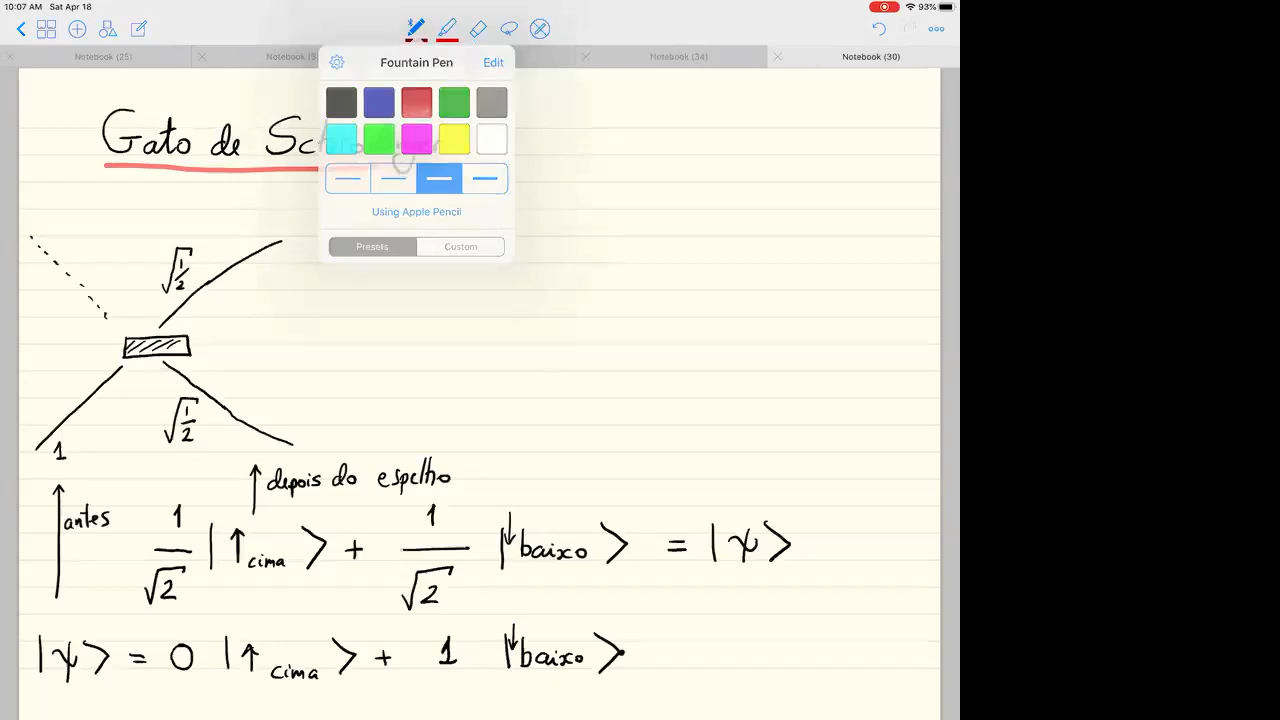 10:07 AM Sat Apr 18 93%
Notebook (25) Notebook (3 Notebook (34) Notebook (30)
Fountain Pen Edit
Using Apple Pencil
Presets Custom
Gato de Sc
√1/2
√1/2
1
antes
depois do espelho
1/√2 |↑cima⟩ + 1/√2 |↓baixo⟩ = |ψ⟩
|ψ⟩ = 0 |↑cima⟩ + 1 |↓baixo⟩